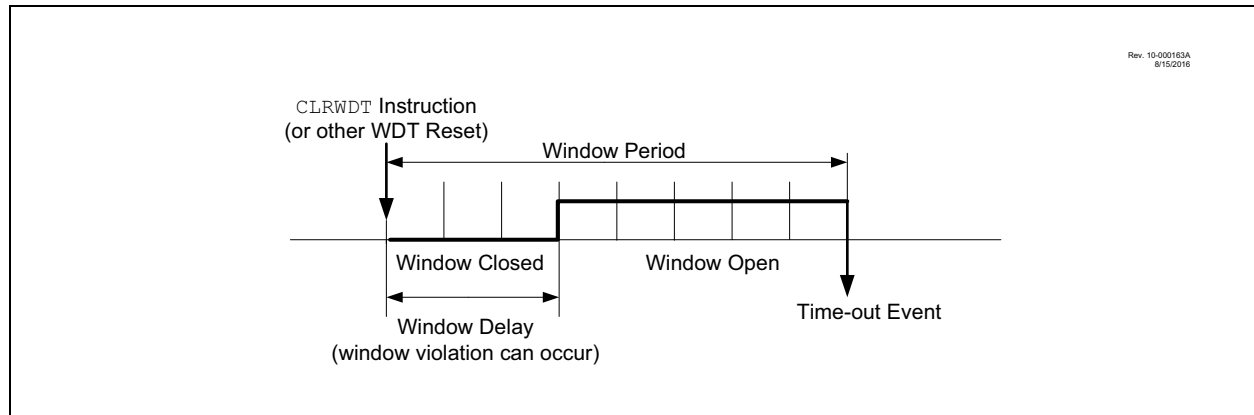 Rev. 10-000163A
8/15/2016
CLRWDT Instruction
(or other WDT Reset)
Window Period
Window Closed
Window Open
Window Delay
(window violation can occur)
Time-out Event